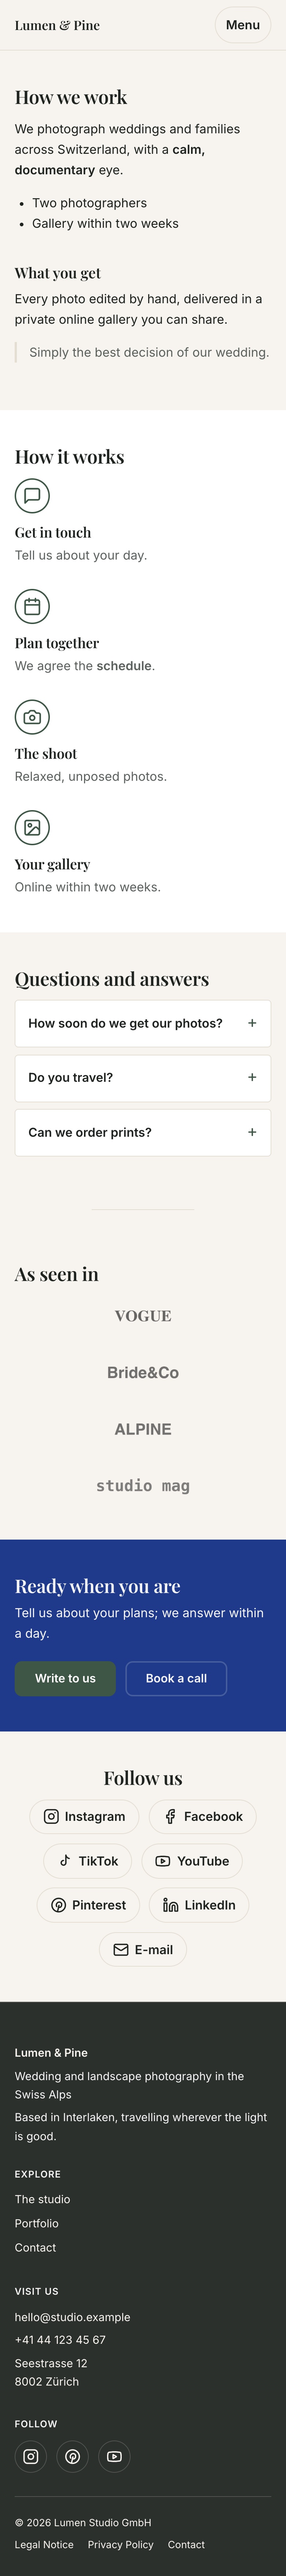 Lumen & Pine
Menu
How we work
We photograph weddings and families
across Switzerland, with a calm,
documentary eye.
• Two photographers
• Gallery within two weeks
What you get
Every photo edited by hand, delivered in a
private online gallery you can share.
Simply the best decision of our wedding.
How it works
Get in touch
Tell us about your day.
Plan together
We agree the schedule.
The shoot
Relaxed, unposed photos.
Your gallery
Online within two weeks.
Questions and answers
How soon do we get our photos? +
Do you travel? +
Can we order prints? +
As seen in
VOGUE
Bride&Co
ALPINE
studio mag
Ready when you are
Tell us about your plans; we answer within
a day.
Write to us
Book a call
Follow us
Instagram
Facebook
TikTok
YouTube
Pinterest
LinkedIn
E-mail
Lumen & Pine
Wedding and landscape photography in the
Swiss Alps
Based in Interlaken, travelling wherever the light
is good.
EXPLORE
The studio
Portfolio
Contact
VISIT US
hello@studio.example
+41 44 123 45 67
Seestrasse 12
8002 Zürich
FOLLOW
© 2026 Lumen Studio GmbH
Legal Notice Privacy Policy Contact